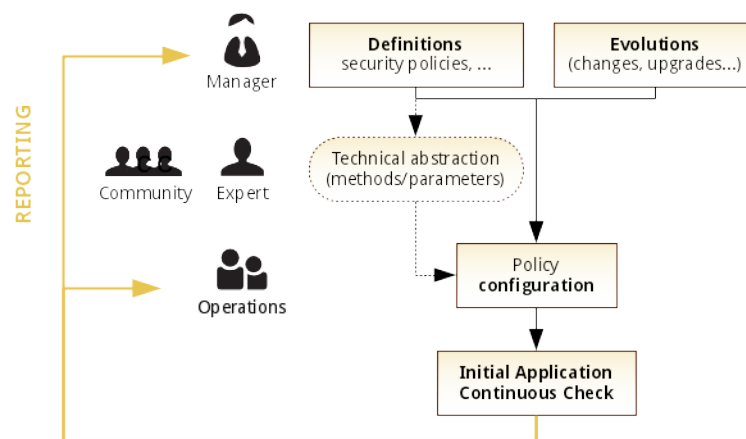 Definitions
security policies, ...
Evolutions
(changes, upgrades...)
Manager
REPORTING
Technical abstraction
(methods/parameters)
Community
Expert
Policy
configuration
Operations
Initial Application
Continuous Check